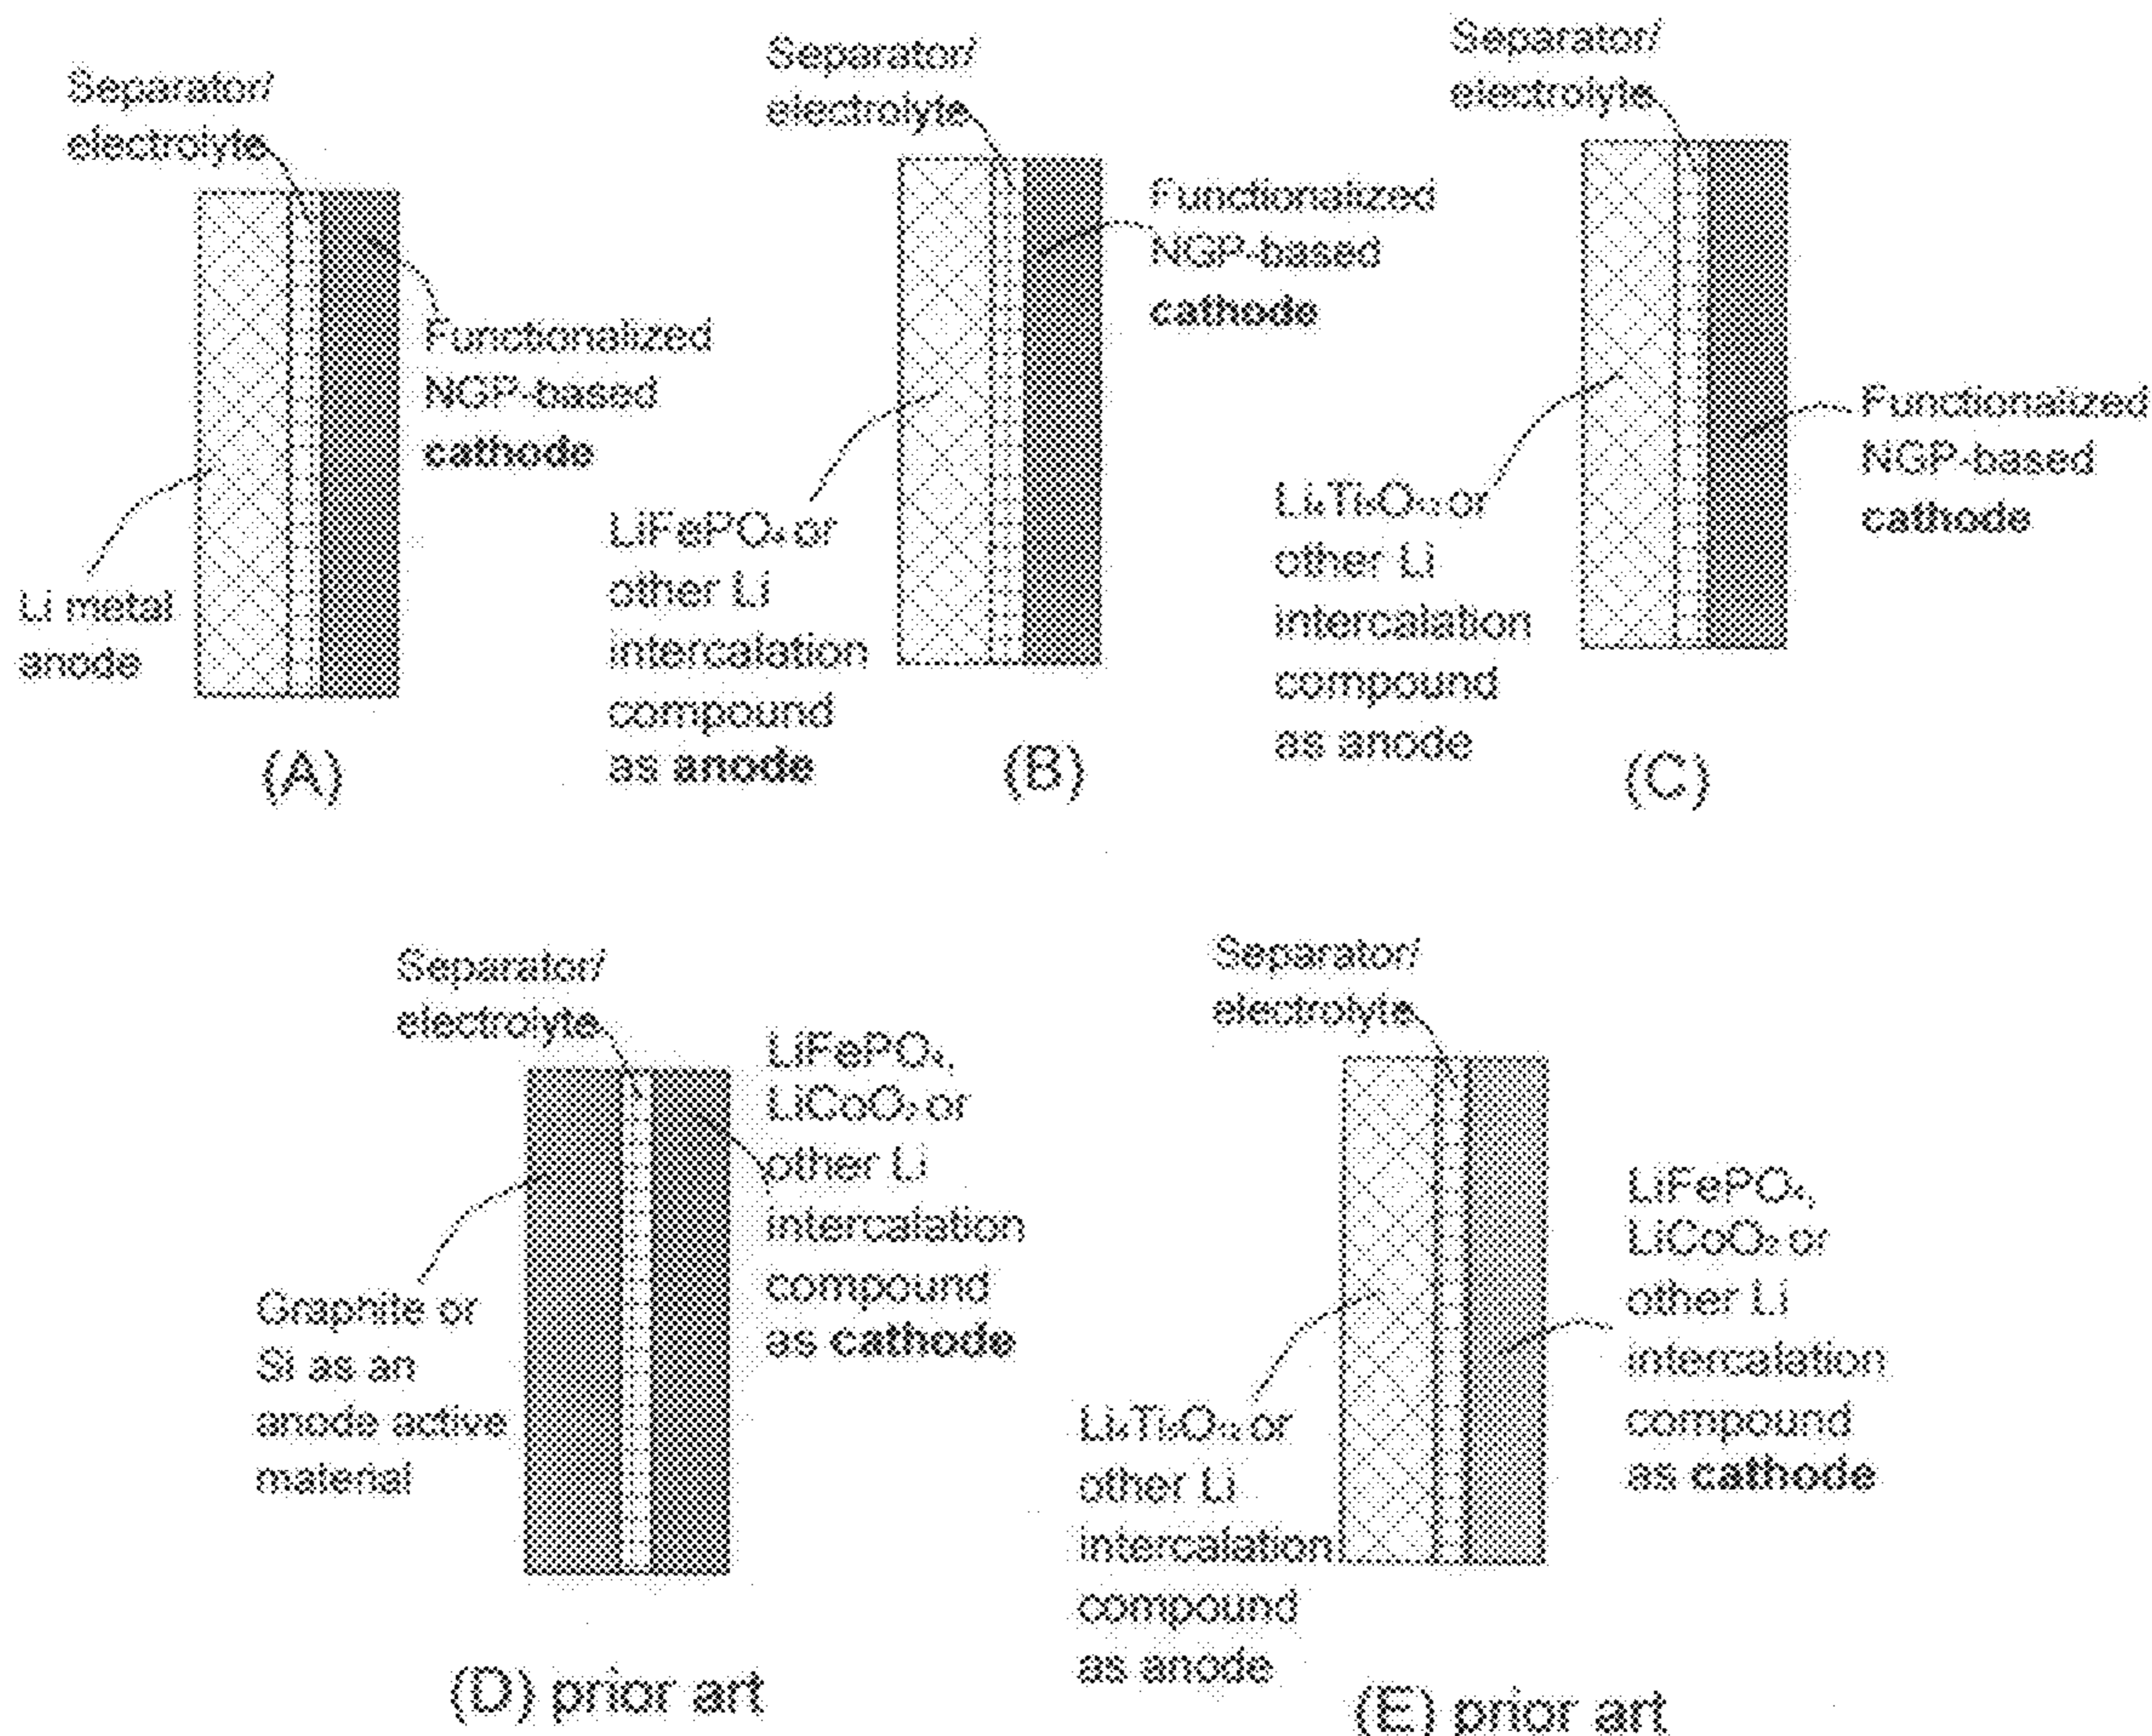 Separator/
electrolyte
Functionalized
NGP-based
cathode
Li metal
anode
(A)
Separator/
electrolyte
Functionalized
NGP-based
cathode
LiFePO₄ or
other Li
intercalation
compound
as anode
(B)
Separator/
electrolyte
Functionalized
NGP-based
cathode
Li₄Ti₅O₁₂ or
other Li
intercalation
compound
as anode
(C)
Separator/
electrolyte
LiFePO₄,
LiCoO₂ or
other Li
intercalation
compound
as cathode
Graphite or
Si as an
anode active
material
(D) prior art
Separator/
electrolyte
LiFePO₄,
LiCoO₂ or
other Li
intercalation
compound
as cathode
Li₄Ti₅O₁₂ or
other Li
intercalation
compound
as anode
(E) prior art